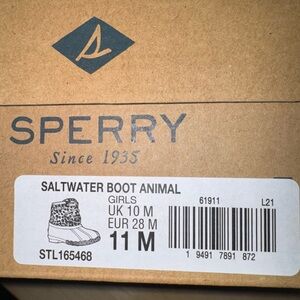 SPERRY
Since 1935
SALTWATER BOOT ANIMAL
GIRLS
UK 10 M
EUR 28 M
11 M
STL165468
61911 L21
1 9491 7891 872